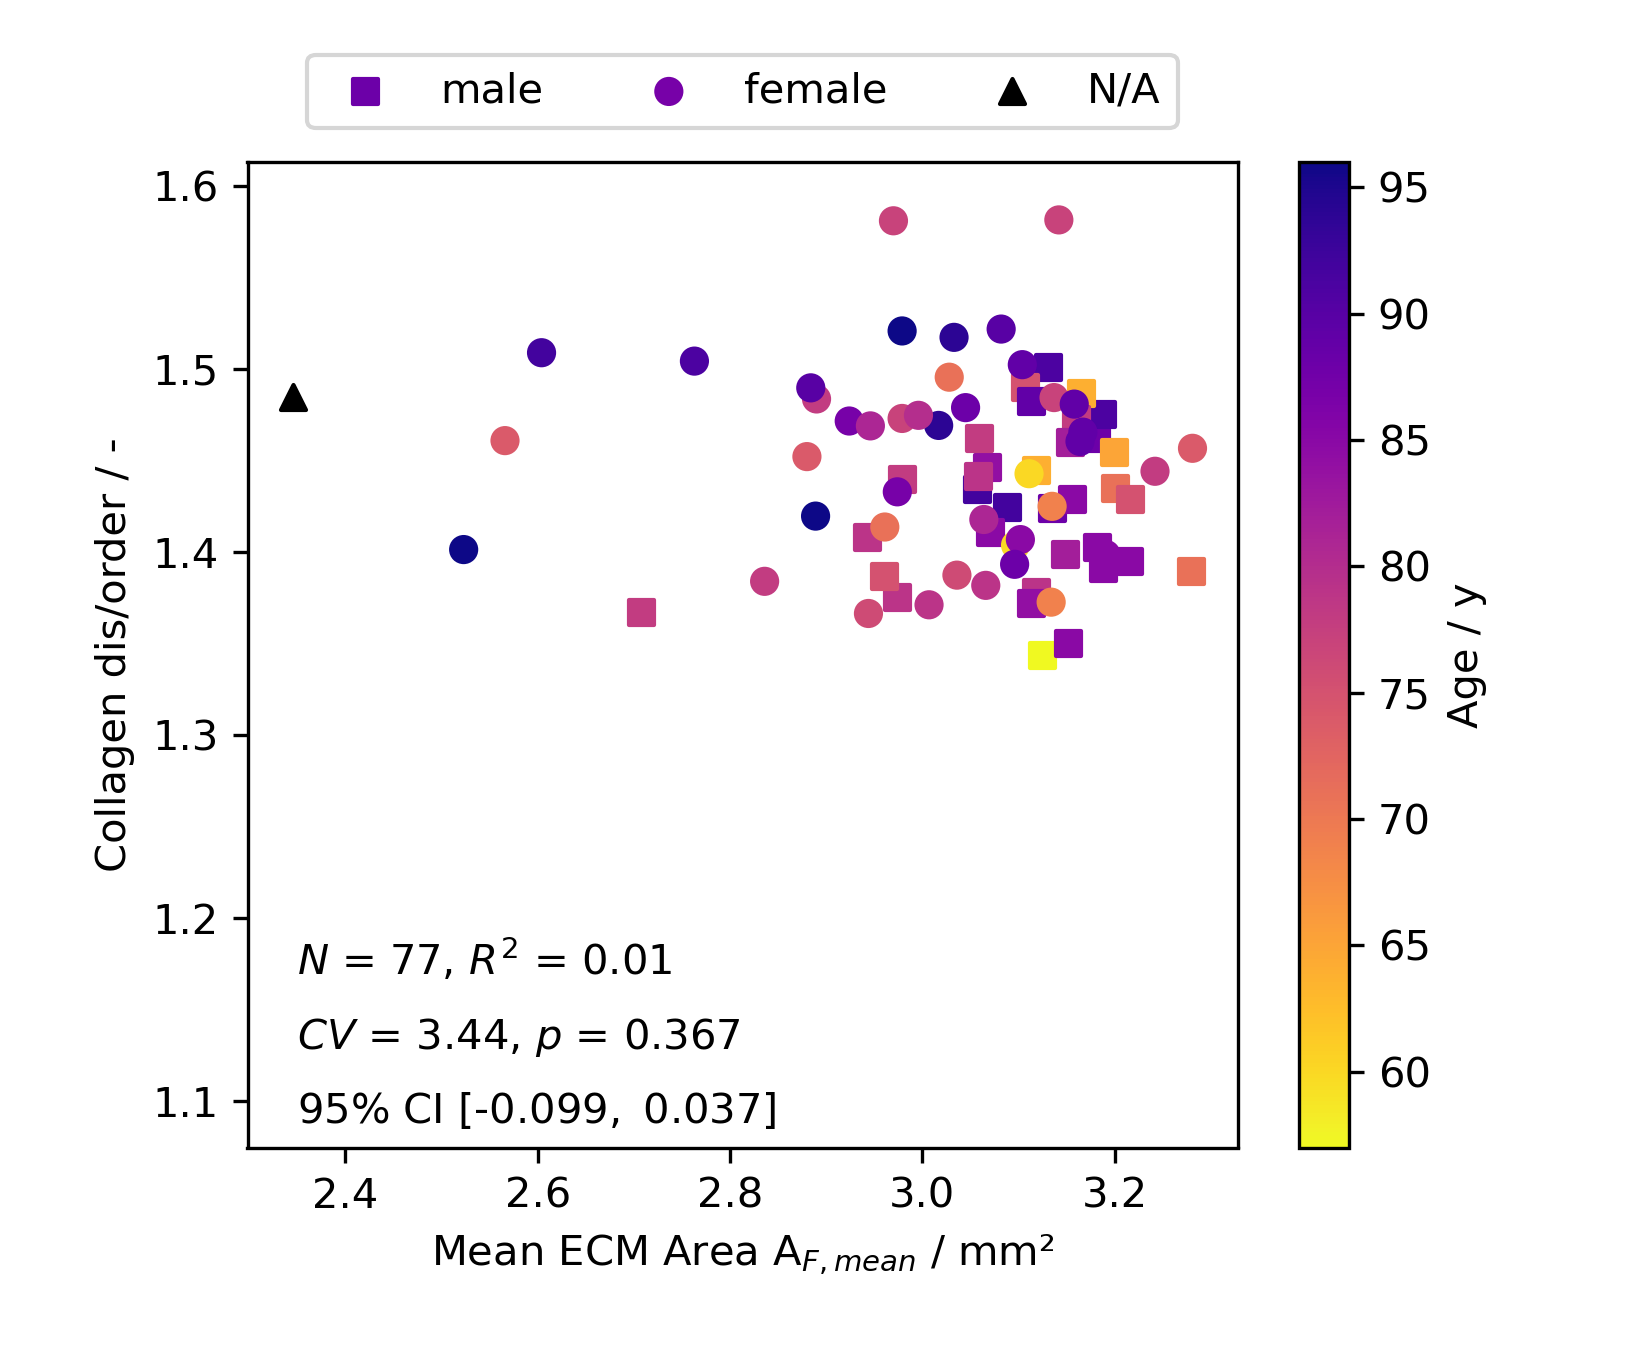 male female N/A
1.6
1.5
1.4
1.3
1.2
1.1
Collagen dis/order / -
N = 77, R² = 0.01
CV = 3.44, p = 0.367
95% CI [-0.099, 0.037]
2.4 2.6 2.8 3.0 3.2
Mean ECM Area A_F,mean / mm²
95
90
85
80
75
70
65
60
Age / y